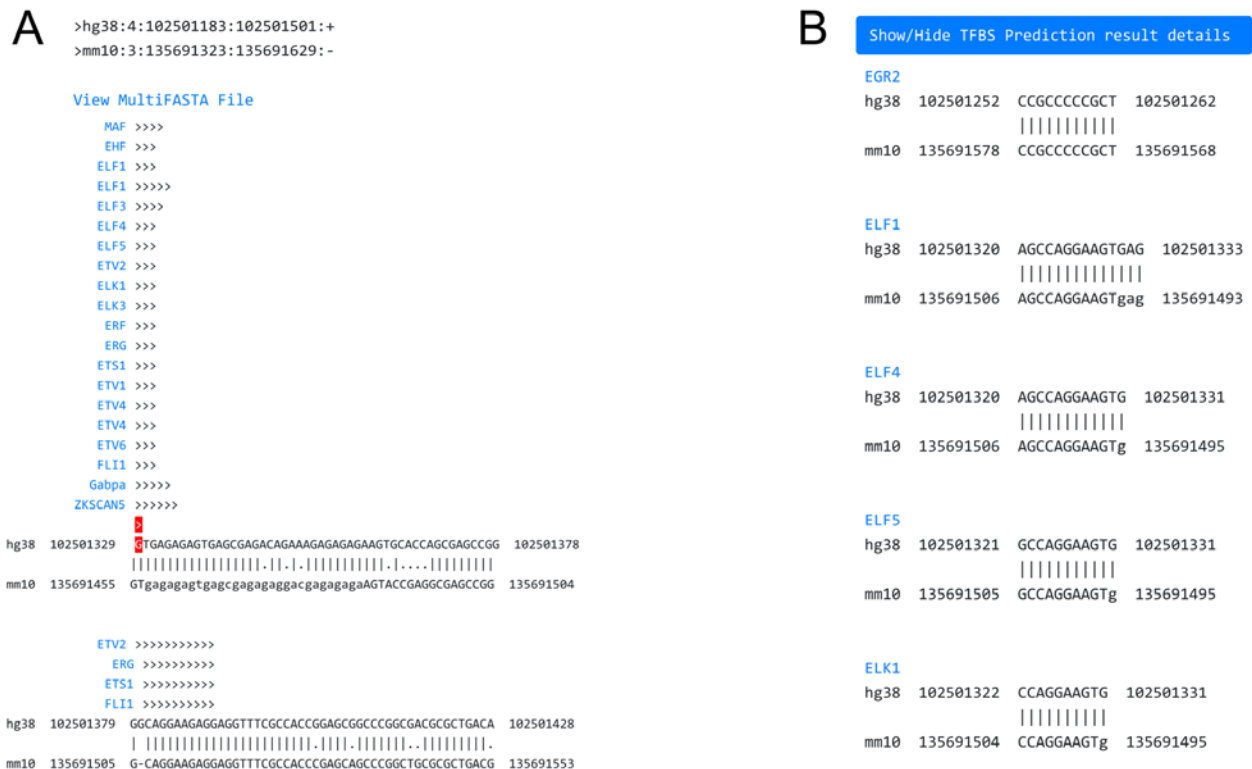 A
>hg38:4:102501183:102501501:+
>mm10:3:135691323:135691629:-
View MultiFASTA File
MAF >>>>
EHF >>>
ELF1 >>>
ELF1 >>>>>
ELF3 >>>>
ELF4 >>>
ELF5 >>>
ETV2 >>>
ELK1 >>>
ELK3 >>>
ERF >>>
ERG >>>
ETS1 >>>
ETV1 >>>
ETV4 >>>
ETV4 >>>
ETV6 >>>
FLI1 >>>
Gabpa >>>>>
ZKSCAN5 >>>>>>
>
hg38 102501329 GTGAGAGAGTGAGCGAGACAGAAAGAGAGAGAAGTGCACCAGCGAGCCGG 102501378
||||||||||||||||||.||.|.|||||||||||.|....|||||||||
mm10 135691455 GTgagagagtgagcgagagaggacgagagagaAGTACCGAGGCGAGCCGG 135691504
ETV2 >>>>>>>>>>>
ERG >>>>>>>>>>
ETS1 >>>>>>>>>>
FLI1 >>>>>>>>>>
hg38 102501379 GGCAGGAAGAGGAGGTTTCGCCACCGGAGCGGCCCGGCGACGCGCTGACA 102501428
| |||||||||||||||||||||||.||||.|||||||..|||||||||.
mm10 135691505 G-CAGGAAGAGGAGGTTTCGCCACCCGAGCAGCCCGGCTGCGCGCTGACG 135691553
B
Show/Hide TFBS Prediction result details
EGR2
hg38 102501252 CCGCCCCCGCT 102501262
|||||||||||
mm10 135691578 CCGCCCCCGCT 135691568
ELF1
hg38 102501320 AGCCAGGAAGTGAG 102501333
||||||||||||||
mm10 135691506 AGCCAGGAAGTgag 135691493
ELF4
hg38 102501320 AGCCAGGAAGTG 102501331
||||||||||||
mm10 135691506 AGCCAGGAAGTg 135691495
ELF5
hg38 102501321 GCCAGGAAGTG 102501331
|||||||||||
mm10 135691505 GCCAGGAAGTg 135691495
ELK1
hg38 102501322 CCAGGAAGTG 102501331
||||||||||
mm10 135691504 CCAGGAAGTg 135691495